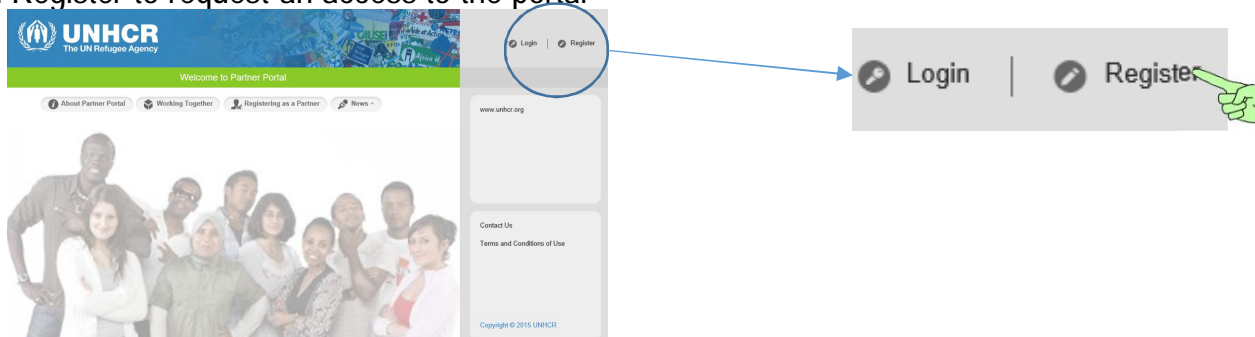 Register to request an access to the portal
UNHCR
The UN Refugee Agency
Login | Register
Welcome to Partner Portal
About Partner Portal Working Together Registering as a Partner News
www.unhcr.org
Contact Us
Terms and Conditions of Use
Copyright © 2015 UNHCR
Login | Register